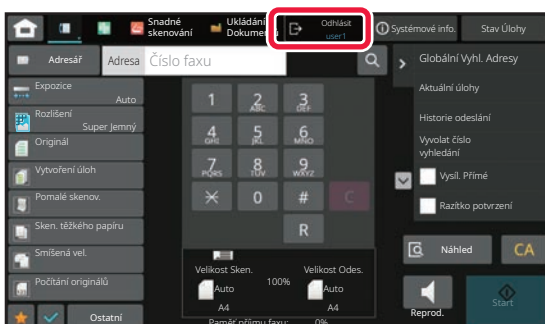 Snadné
skenování
Ukládání
Dokumentů
Odhlásit
user1
Systémové info.
Stav Úlohy
Adresář
Adresa
Číslo faxu
Globální Vyhl. Adresy
Expozice
Auto
Rozlišení
Super Jemný
Originál
Vytvoření úloh
Pomalé skenov.
Sken. těžkého
papíru
Smíšená vel.
Počítání originálů
Ostatní
1
2 ABC
3 DEF
4 GHI
5 JKL
6 MNO
7 PQRS
8 TUV
9 WXYZ
0
#
C
R
Velikost Sken.
Auto
A4
100%
Velikost Odes.
Auto
A4
Paměť příjmu faxu: 0%
Aktuální úlohy
Historie odeslání
Vyvolat číslo
vyhledání
Vysíl. Přímé
Razítko potvrzení
Náhled
CA
Reprod.
Start